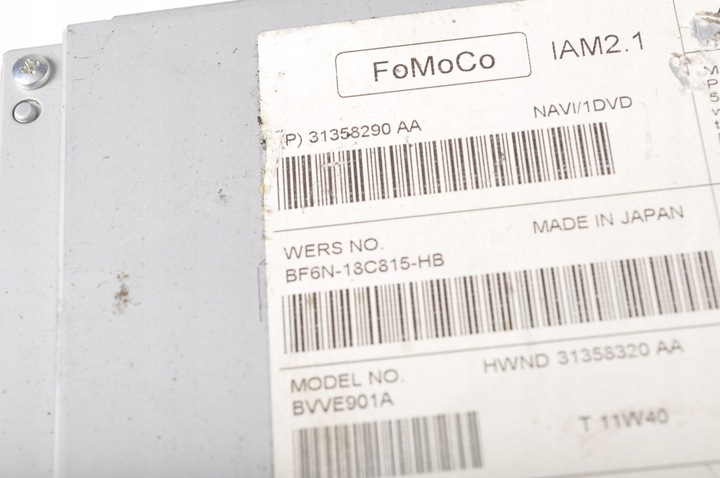 FoMoCo IAM2.1
NAVI/1DVD
(P) 31358290 AA
MADE IN JAPAN
WERS NO.
BF6N-18C815-HB
HWND 31358320 AA
MODEL NO.
BVVE901A
T 11W40